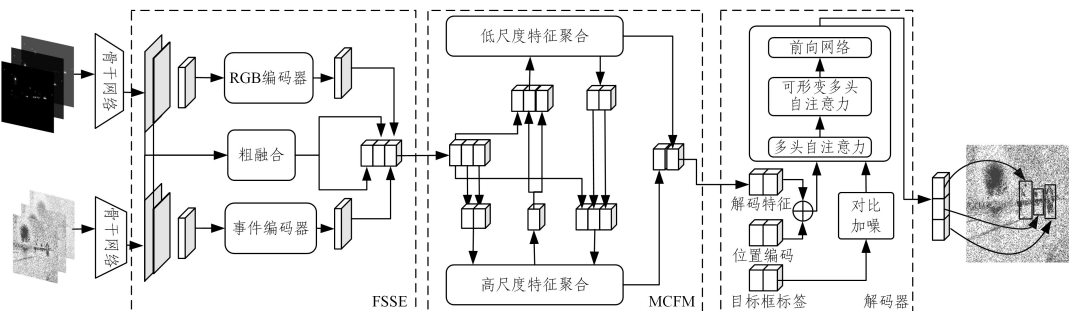 骨干网络
RGB编码器
粗融合
骨干网络
事件编码器
FSSE
低尺度特征聚合
高尺度特征聚合
MCFM
前向网络
可形变多头
自注意力
多头自注意力
解码特征
位置编码
目标框标签
对比
加噪
解码器